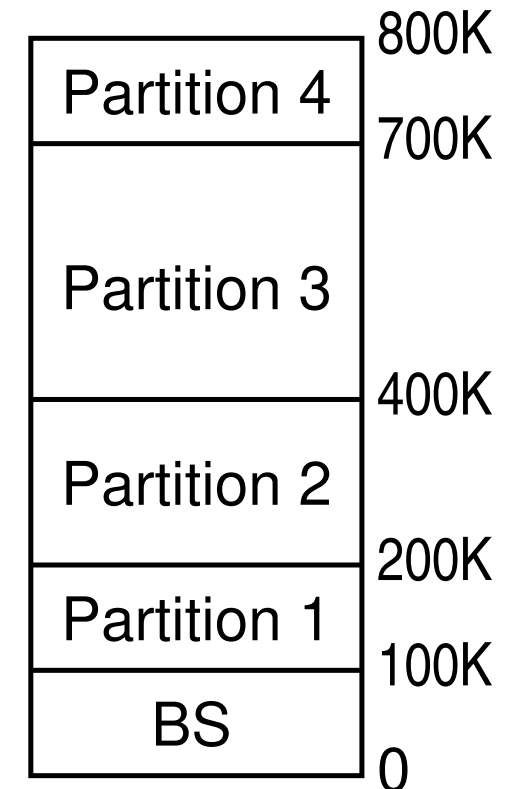 800K
Partition 4
700K
Partition 3
400K
Partition 2
200K
Partition 1
100K
BS
0